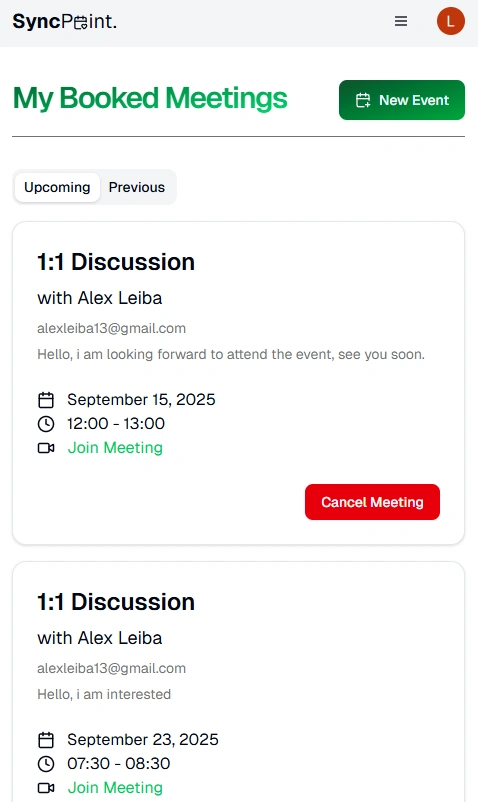 SyncPoint.
L
My Booked Meetings
New Event
Upcoming Previous
1:1 Discussion
with Alex Leiba
alexleiba13@gmail.com
Hello, i am looking forward to attend the event, see you soon.
September 15, 2025
12:00 - 13:00
Join Meeting
Cancel Meeting
1:1 Discussion
with Alex Leiba
alexleiba13@gmail.com
Hello, i am interested
September 23, 2025
07:30 - 08:30
Join Meeting